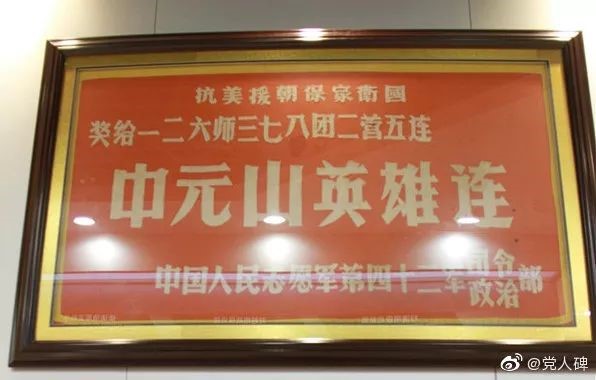 抗美援朝保家衛國
奖给一二六师三七八团二营五连
中元山英雄连
中国人民志愿军第四十二军司令政治部
@党人碑